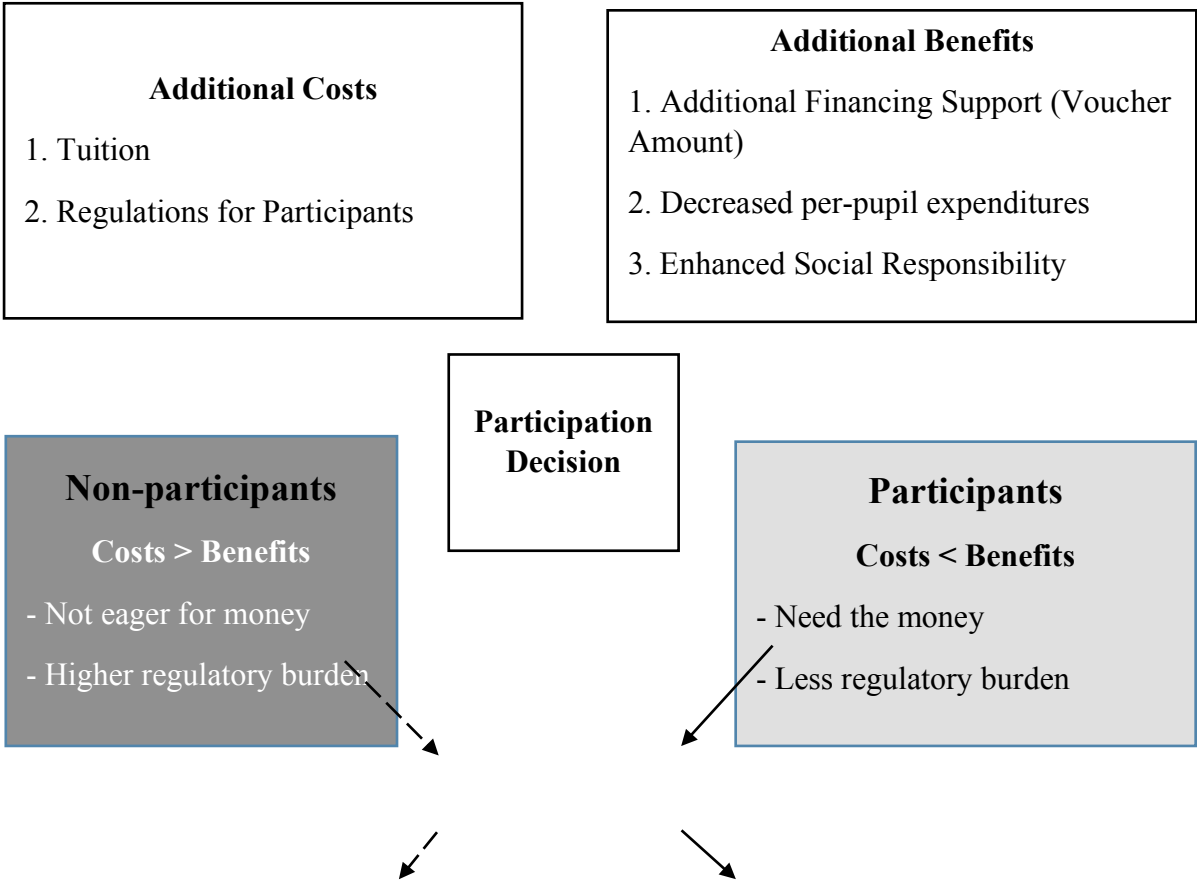 Additional Costs
1. Tuition
2. Regulations for Participants
Additional Benefits
1. Additional Financing Support (Voucher
Amount)
2. Decreased per-pupil expenditures
3. Enhanced Social Responsibility
Participation
Decision
Non-participants
Costs > Benefits
- Not eager for money
- Higher regulatory burden
Participants
Costs < Benefits
- Need the money
- Less regulatory burden